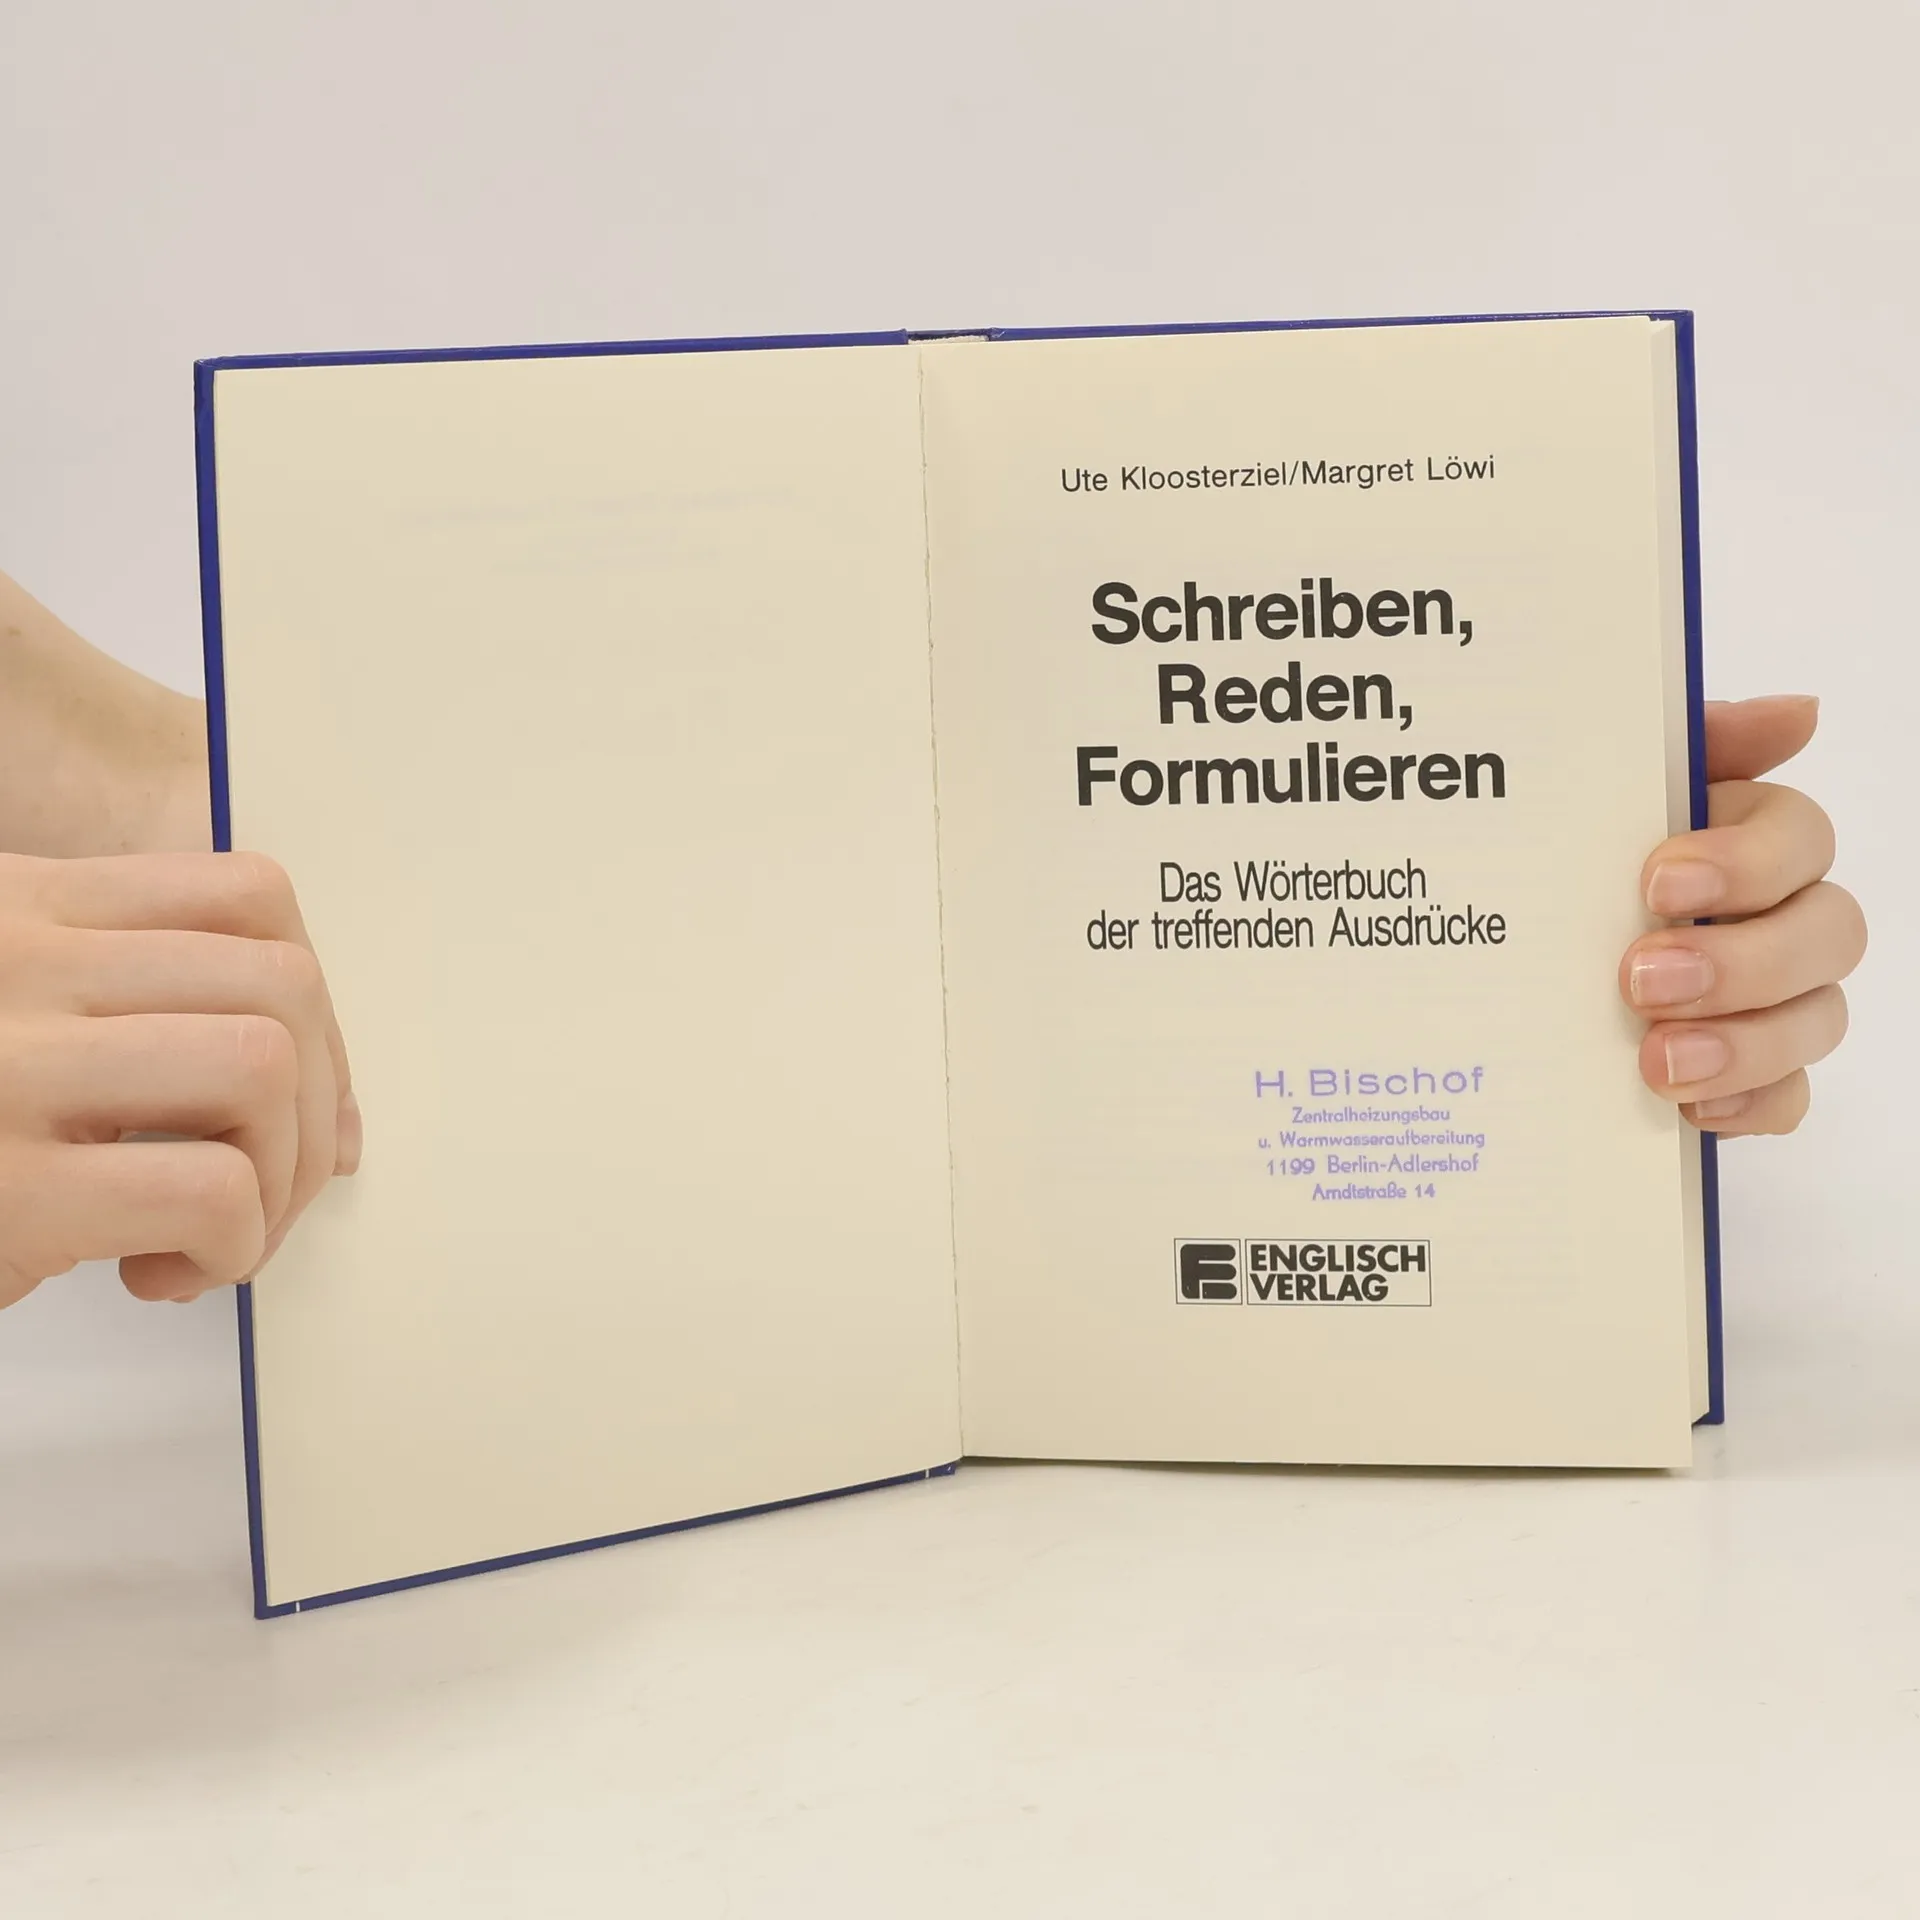 Ute Kloosterziel/Margret Löwi
Schreiben,
Reden,
Formulieren
Das Wörterbuch
der treffenden Ausdrücke
H. Bischof
Zentralheizungsbau
u. Warmwasseraufbereitung
1199 Berlin-Adlershof
Arndtstraße 14
ENGLISCH
VERLAG